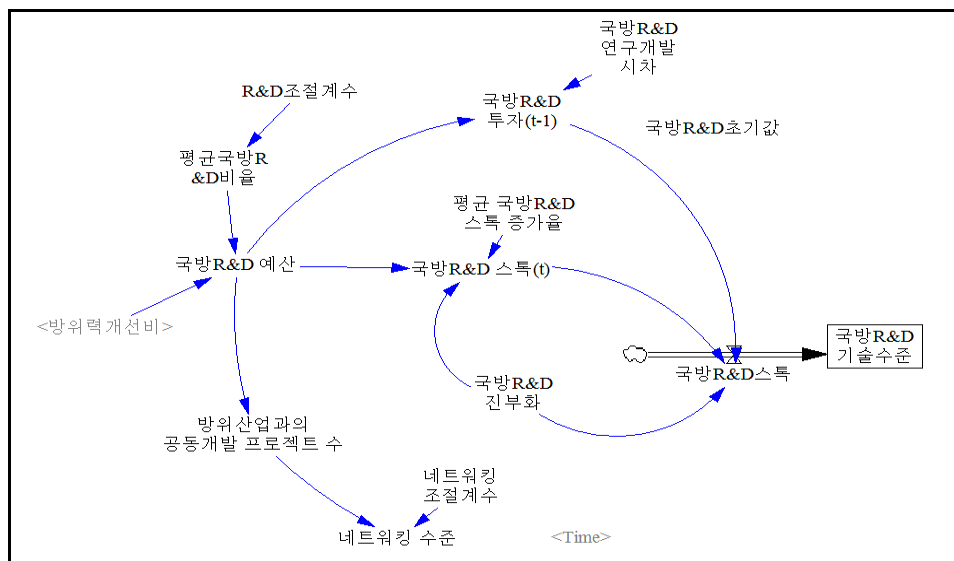 국방R&D
연구개발
시차
R&D조절계수
국방R&D
투자(t-1)
국방R&D초기값
평균국방R
&D비율
평균 국방R&D
스톡 증가율
국방R&D 예산
국방R&D 스톡(t)
<방위력개선비>
국방R&D
기술수준
국방R&D스톡
국방R&D
진부화
방위산업과의
공동개발 프로젝트 수
네트워킹
조절계수
네트워킹 수준
<Time>